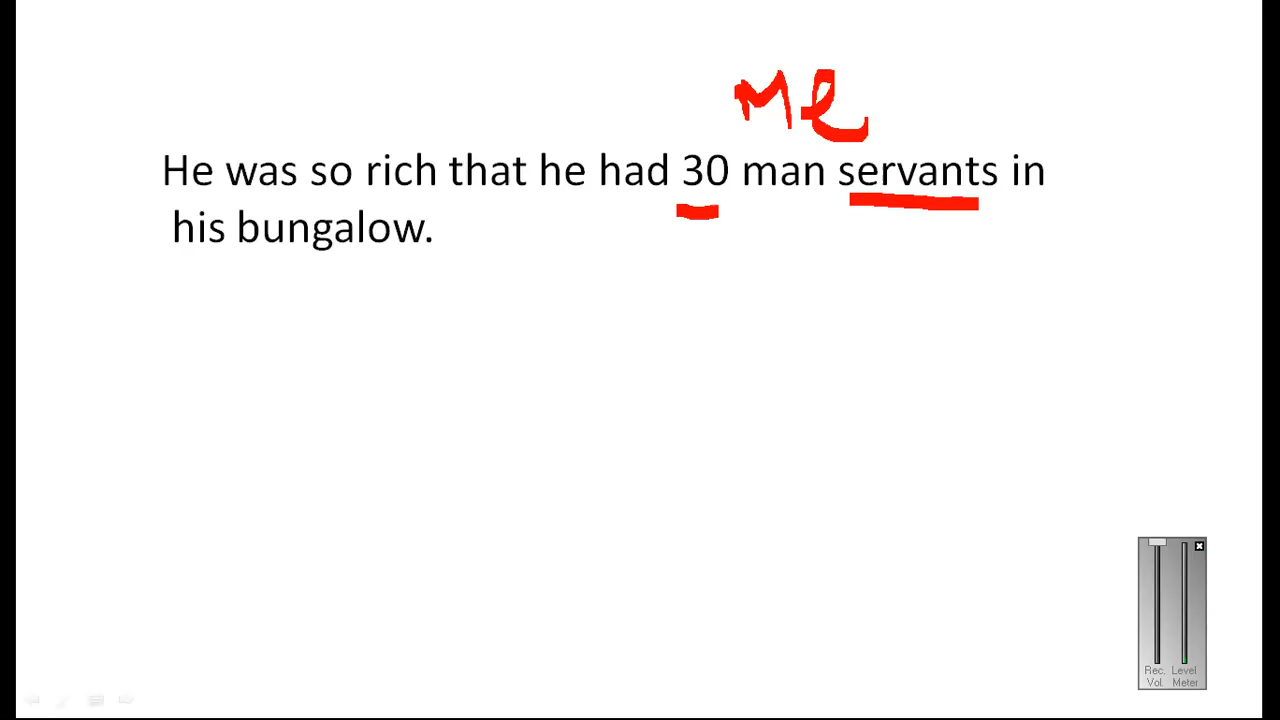 Me
He was so rich that he had 30 man servants in
his bungalow.
Rec. Level
Vol. Meter